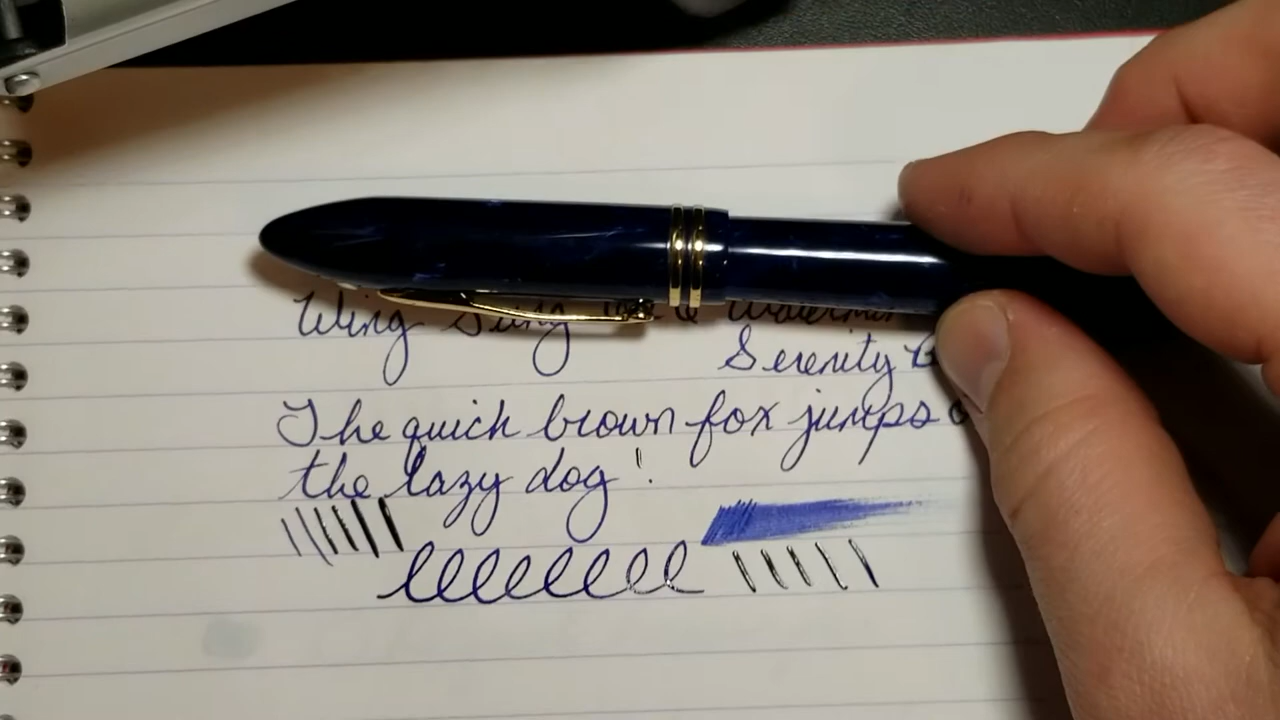 Wing Sung
Serenity
The quick brown fox jumps
the lazy dog!